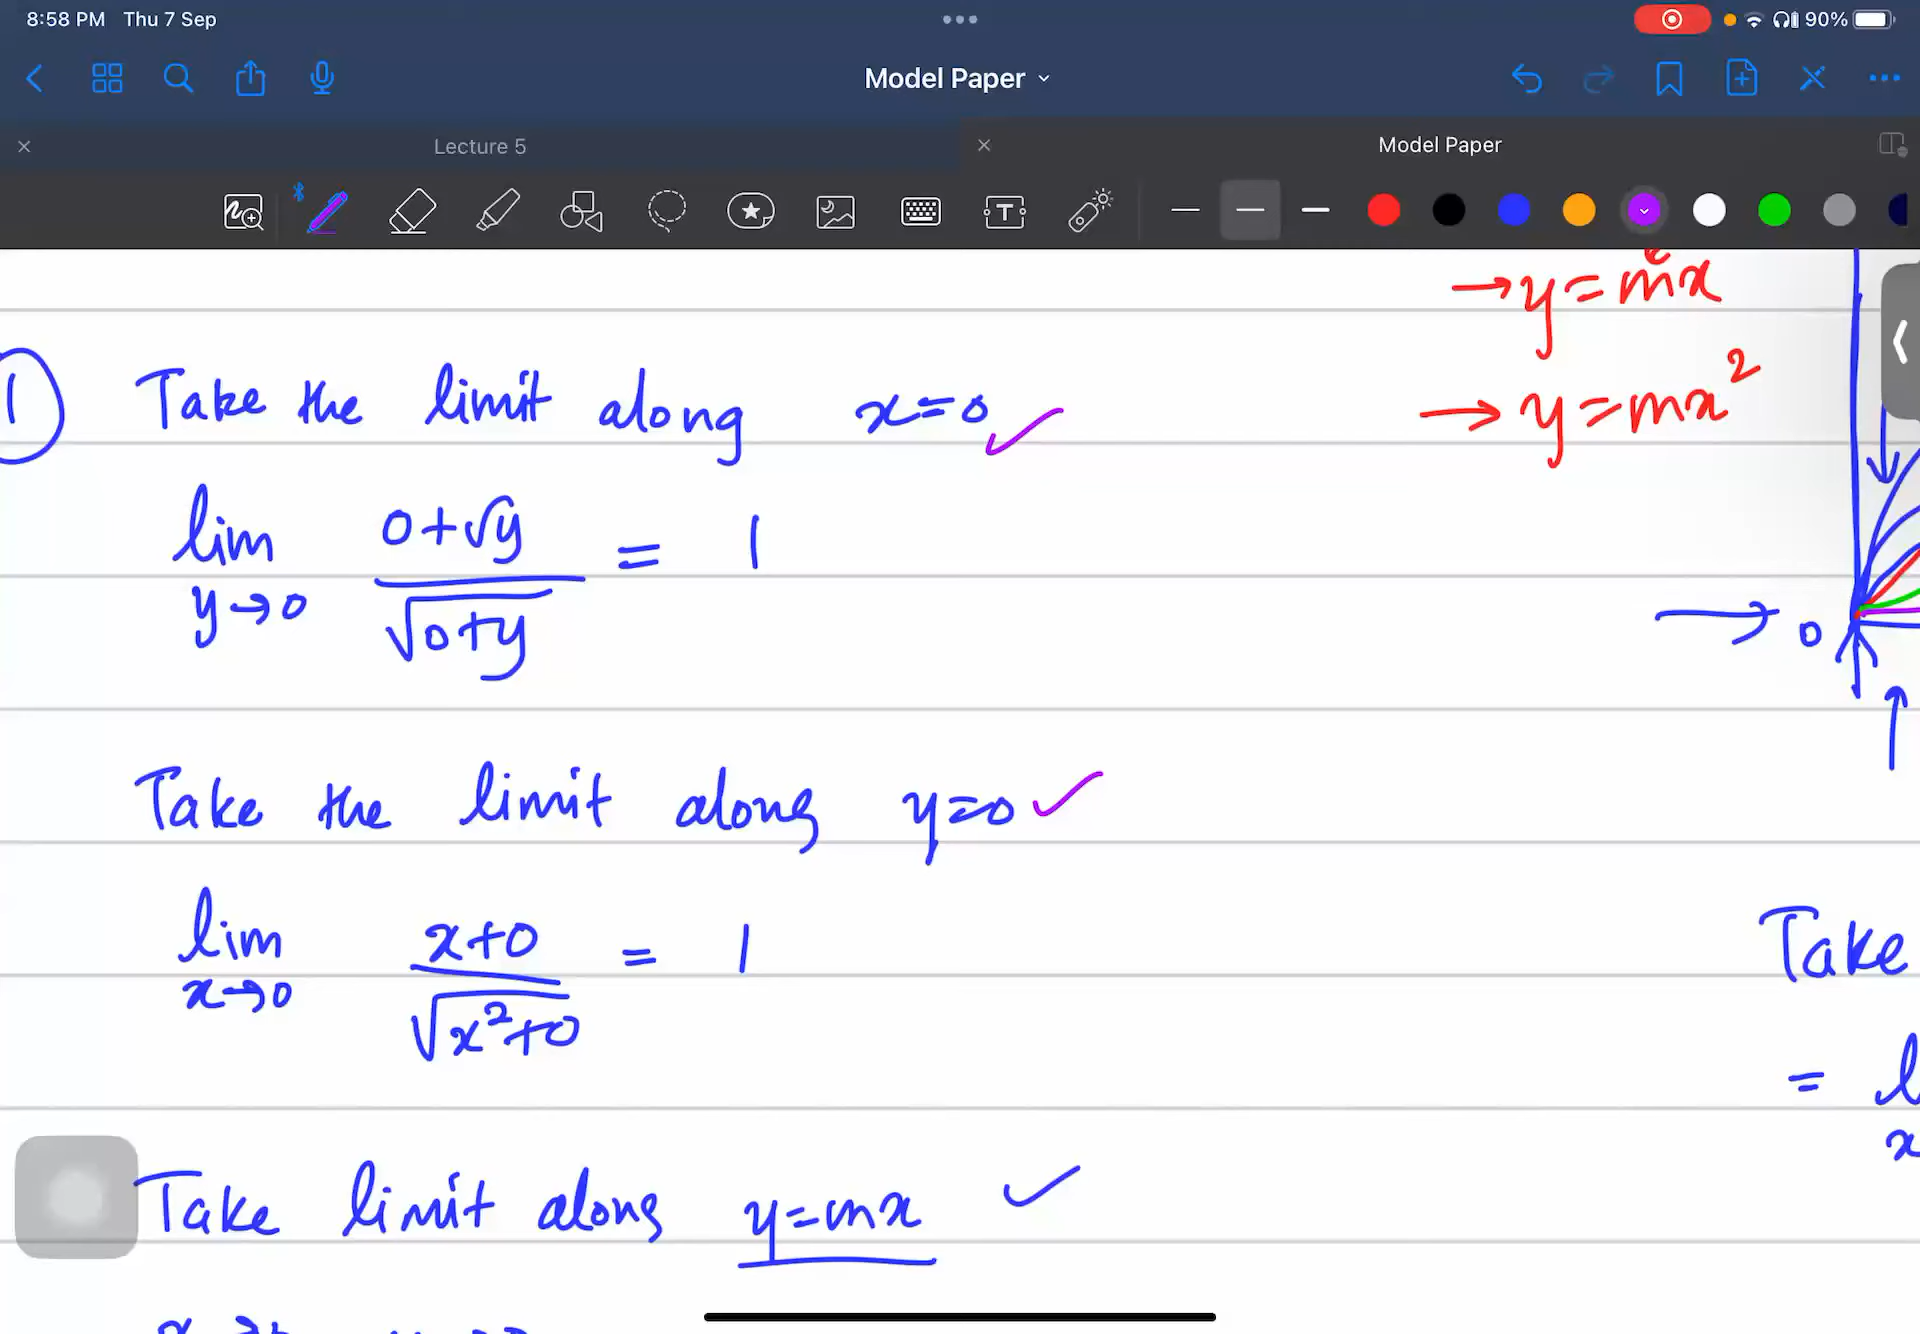 8:58 PM Thu 7 Sep 90%
Model Paper
Lecture 5 Model Paper
→ y = mx
① Take the limit along x=0 ✓
→ y = mx²
lim y→0 (0+√y)/√(0+y) = 1
→ 0
Take the limit along y=0 ✓
lim x→0 (x+0)/√(x²+0) = 1
Take
=
x
Take limit along y=mx ✓